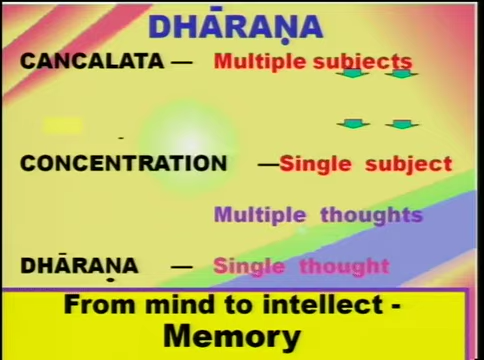 DHĀRAṆA
CANCALATA — Multiple subjects
CONCENTRATION — Single subject
Multiple thoughts
DHĀRAṆA — Single thought
From mind to intellect -
Memory